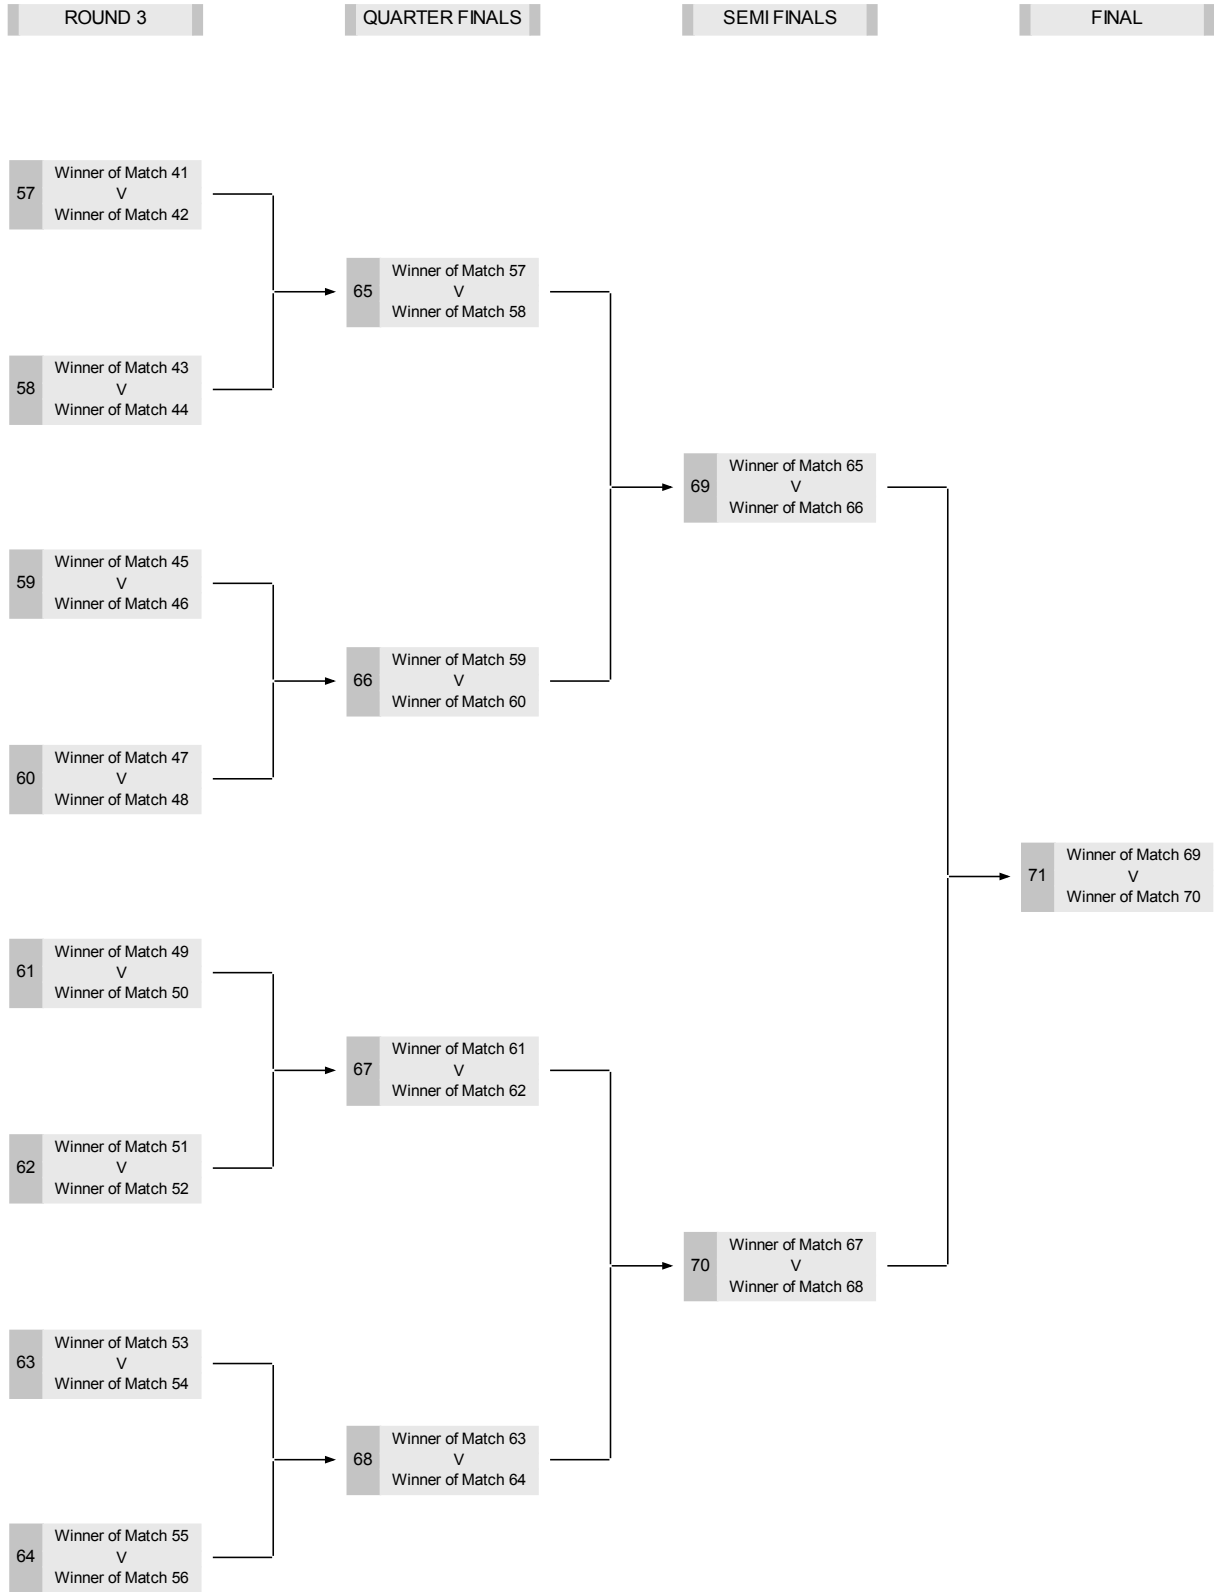 ROUND 3
QUARTER FINALS
SEMI FINALS
FINAL
57
Winner of Match 41
V
Winner of Match 42
58
Winner of Match 43
V
Winner of Match 44
59
Winner of Match 45
V
Winner of Match 46
60
Winner of Match 47
V
Winner of Match 48
61
Winner of Match 49
V
Winner of Match 50
62
Winner of Match 51
V
Winner of Match 52
63
Winner of Match 53
V
Winner of Match 54
64
Winner of Match 55
V
Winner of Match 56
65
Winner of Match 57
V
Winner of Match 58
66
Winner of Match 59
V
Winner of Match 60
67
Winner of Match 61
V
Winner of Match 62
68
Winner of Match 63
V
Winner of Match 64
69
Winner of Match 65
V
Winner of Match 66
70
Winner of Match 67
V
Winner of Match 68
71
Winner of Match 69
V
Winner of Match 70